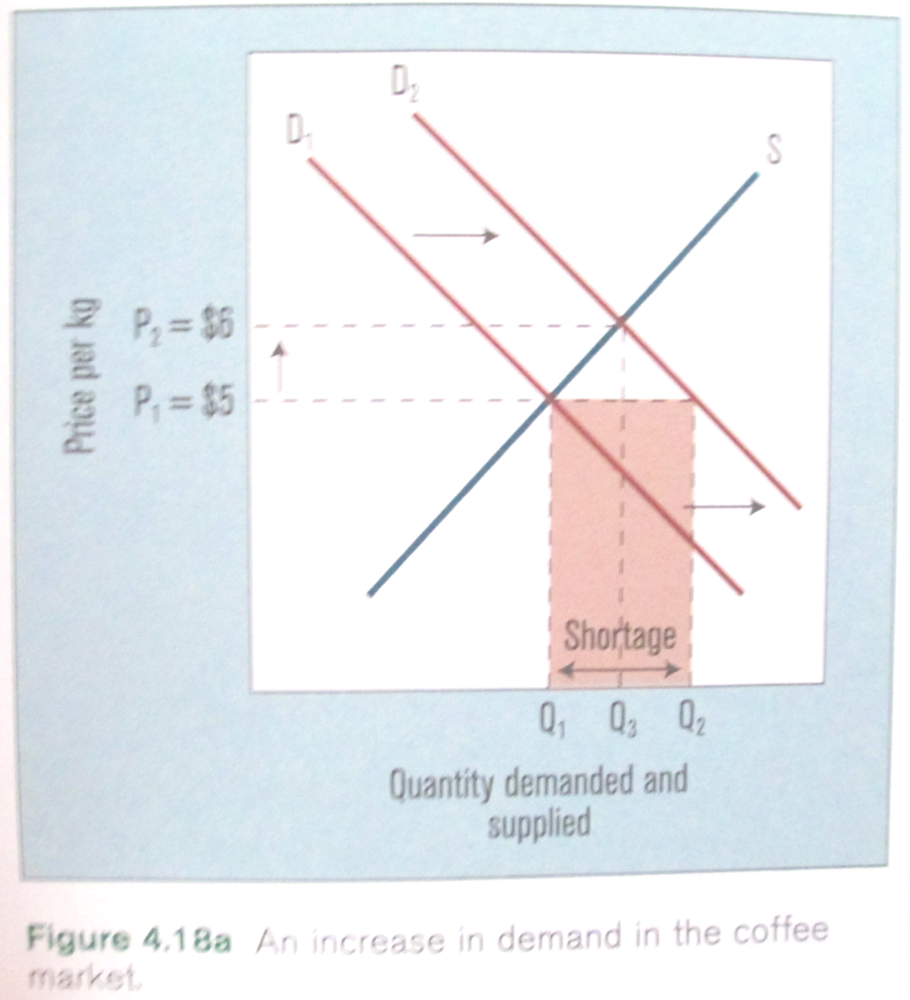 D₂
D₁
S
Price per kg
P₂ = $6
P₁ = $5
Shortage
Q₁ Q₃ Q₂
Quantity demanded and
supplied
Figure 4.18a An increase in demand in the coffee
market.